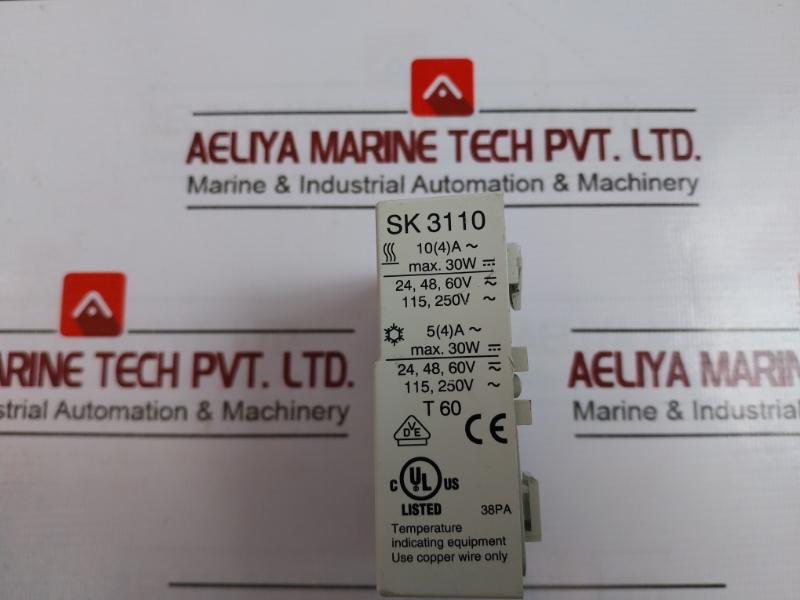 AELIYA MARINE TECH PVT. LTD.
Marine & Industrial Automation & Machinery
SK 3110
10(4)A ~
max. 30W ⎓
24, 48, 60V ≂
115, 250V ~
5(4)A ~
max. 30W ⎓
24, 48, 60V ≂
115, 250V ~
T 60
VDE
CE
C UL US
LISTED
38PA
Temperature
indicating equipment
Use copper wire only
ARINE TECH PVT. LTD.
strial Automation & Machinery
AELIYA MARIN
Marine & Industrial